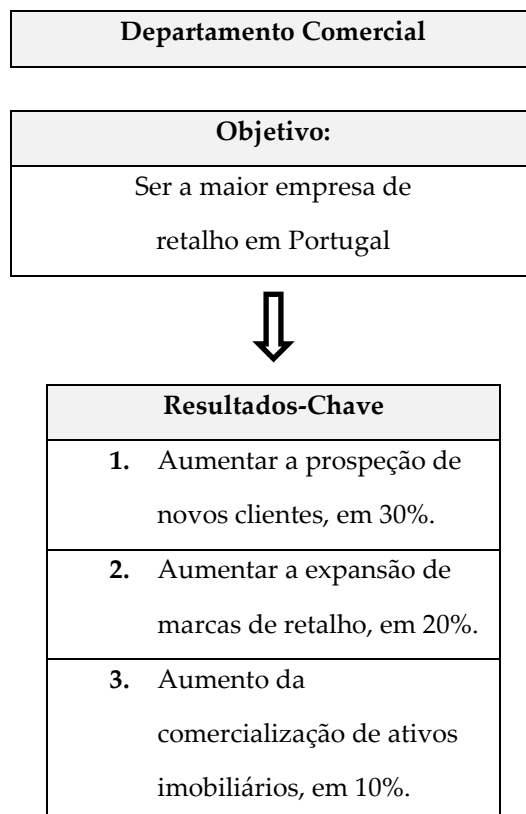 Departamento Comercial
Objetivo:
Ser a maior empresa de
retalho em Portugal
Resultados-Chave
1. Aumentar a prospeção de
novos clientes, em 30%.
2. Aumentar a expansão de
marcas de retalho, em 20%.
3. Aumento da
comercialização de ativos
imobiliários, em 10%.